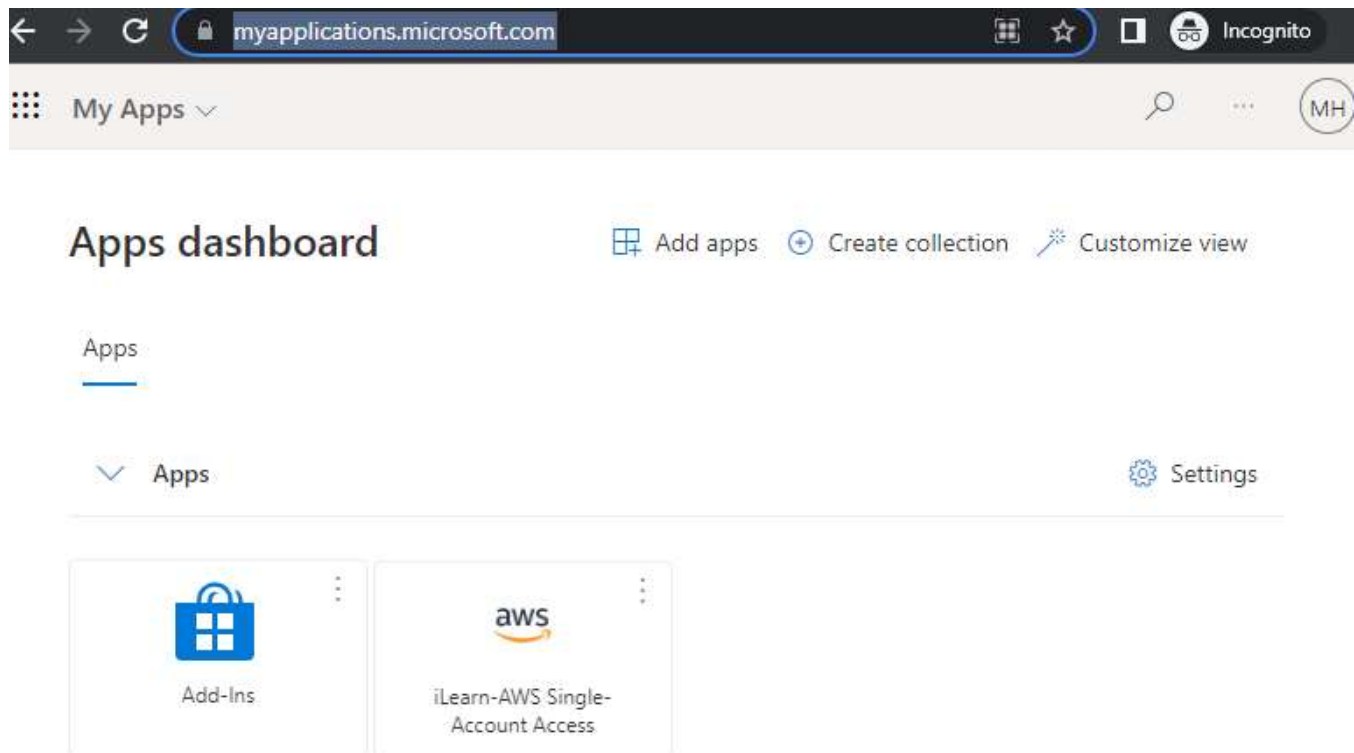 myapplications.microsoft.com
Incognito
My Apps
MH
Apps dashboard
Add apps
Create collection
Customize view
Apps
Apps
Settings
aws
Add-Ins
iLearn-AWS Single-
Account Access